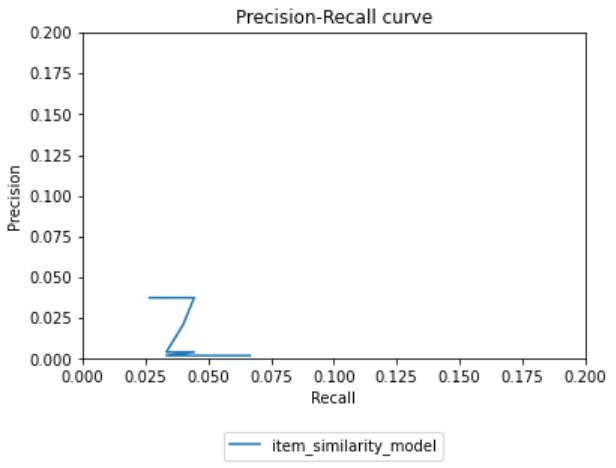 Precision-Recall curve
0.200
0.175
0.150
0.125
0.100
0.075
0.050
0.025
0.000
Precision
0.000 0.025 0.050 0.075 0.100 0.125 0.150 0.175 0.200
Recall
item_similarity_model